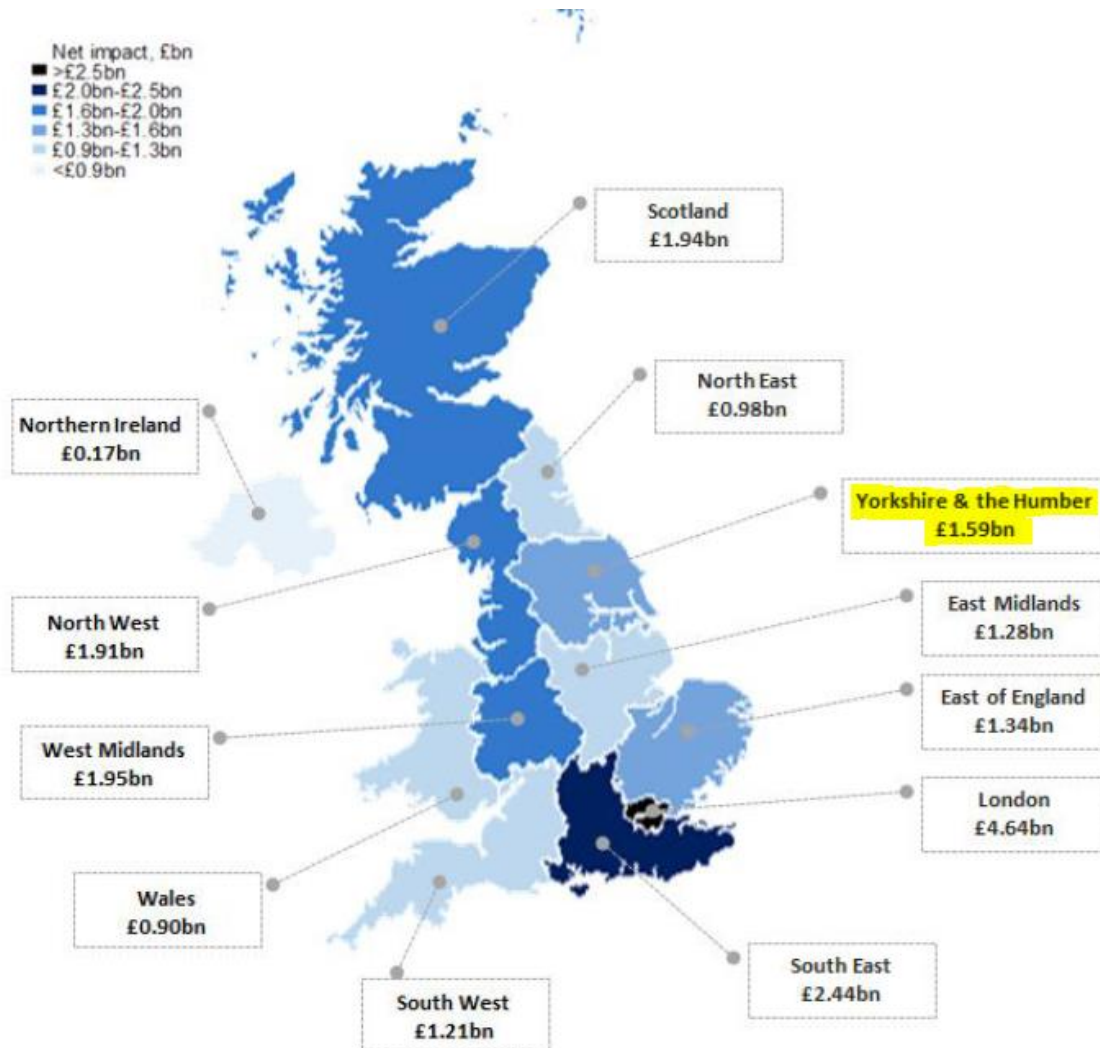 Net impact, £bn
>£2.5bn
£2.0bn-£2.5bn
£1.6bn-£2.0bn
£1.3bn-£1.6bn
£0.9bn-£1.3bn
<£0.9bn
Scotland
£1.94bn
North East
£0.98bn
Northern Ireland
£0.17bn
Yorkshire & the Humber
£1.59bn
East Midlands
£1.28bn
North West
£1.91bn
East of England
£1.34bn
West Midlands
£1.95bn
London
£4.64bn
Wales
£0.90bn
South East
£2.44bn
South West
£1.21bn